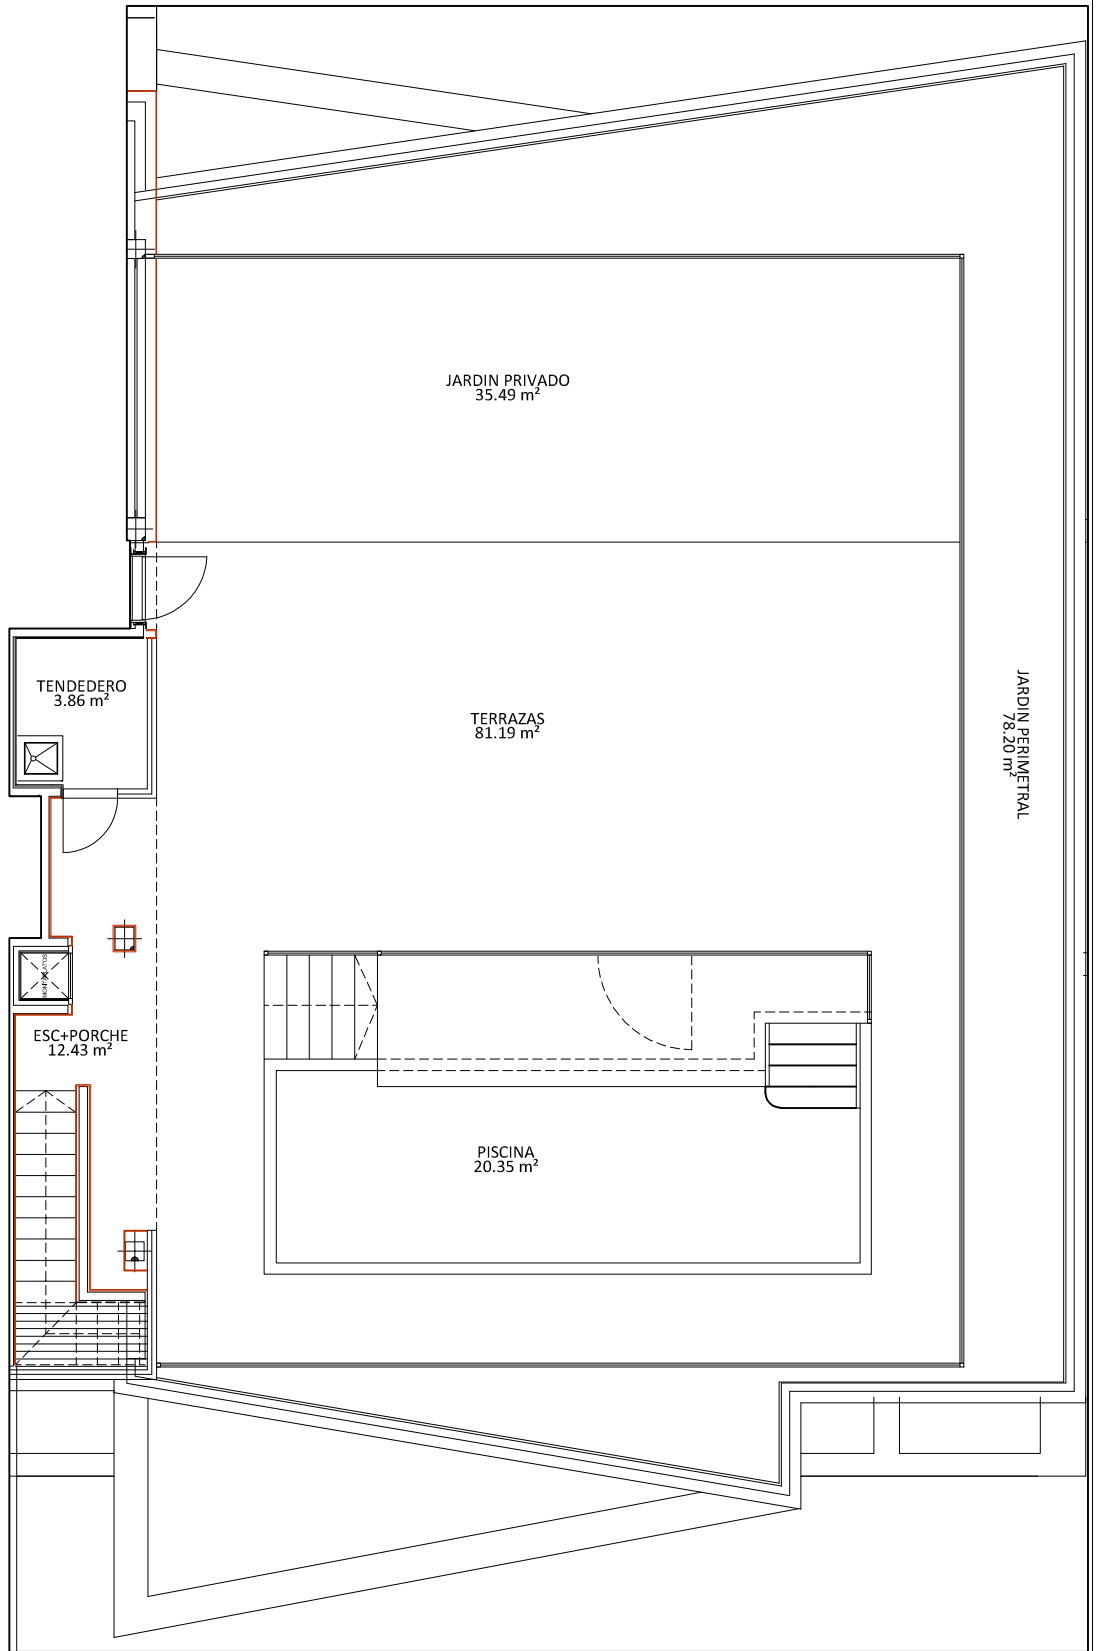 JARDIN PRIVADO
35.49 m²
TENDEDERO
3.86 m²
TERRAZAS
81.19 m²
JARDIN PERIMETRAL
78.20 m²
MONTAPLATOS
ESC+PORCHE
12.43 m²
PISCINA
20.35 m²